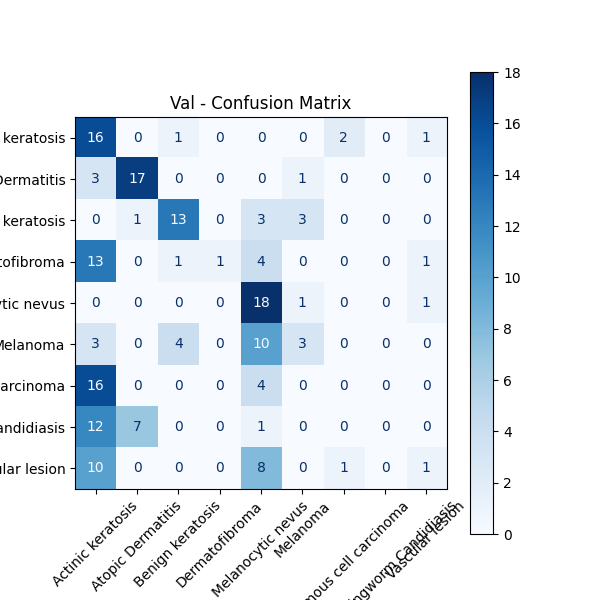 Val - Confusion Matrix
keratosis 16 0 1 0 0 0 2 0 1
Dermatitis 3 17 0 0 0 1 0 0 0
keratosis 0 1 13 0 3 3 0 0 0
tofibroma 13 0 1 1 4 0 0 0 1
ytic nevus 0 0 0 0 18 1 0 0 1
Melanoma 3 0 4 0 10 3 0 0 0
arcinoma 16 0 0 0 4 0 0 0 0
andidiasis 12 7 0 0 1 0 0 0 0
ular lesion 10 0 0 0 8 0 1 0 1
Actinic keratosis
Atopic Dermatitis
Benign keratosis
Dermatofibroma
Melanocytic nevus
Melanoma
mous cell carcinoma
ingworm Candidiasis
Vascular lesion
18
16
14
12
10
8
6
4
2
0